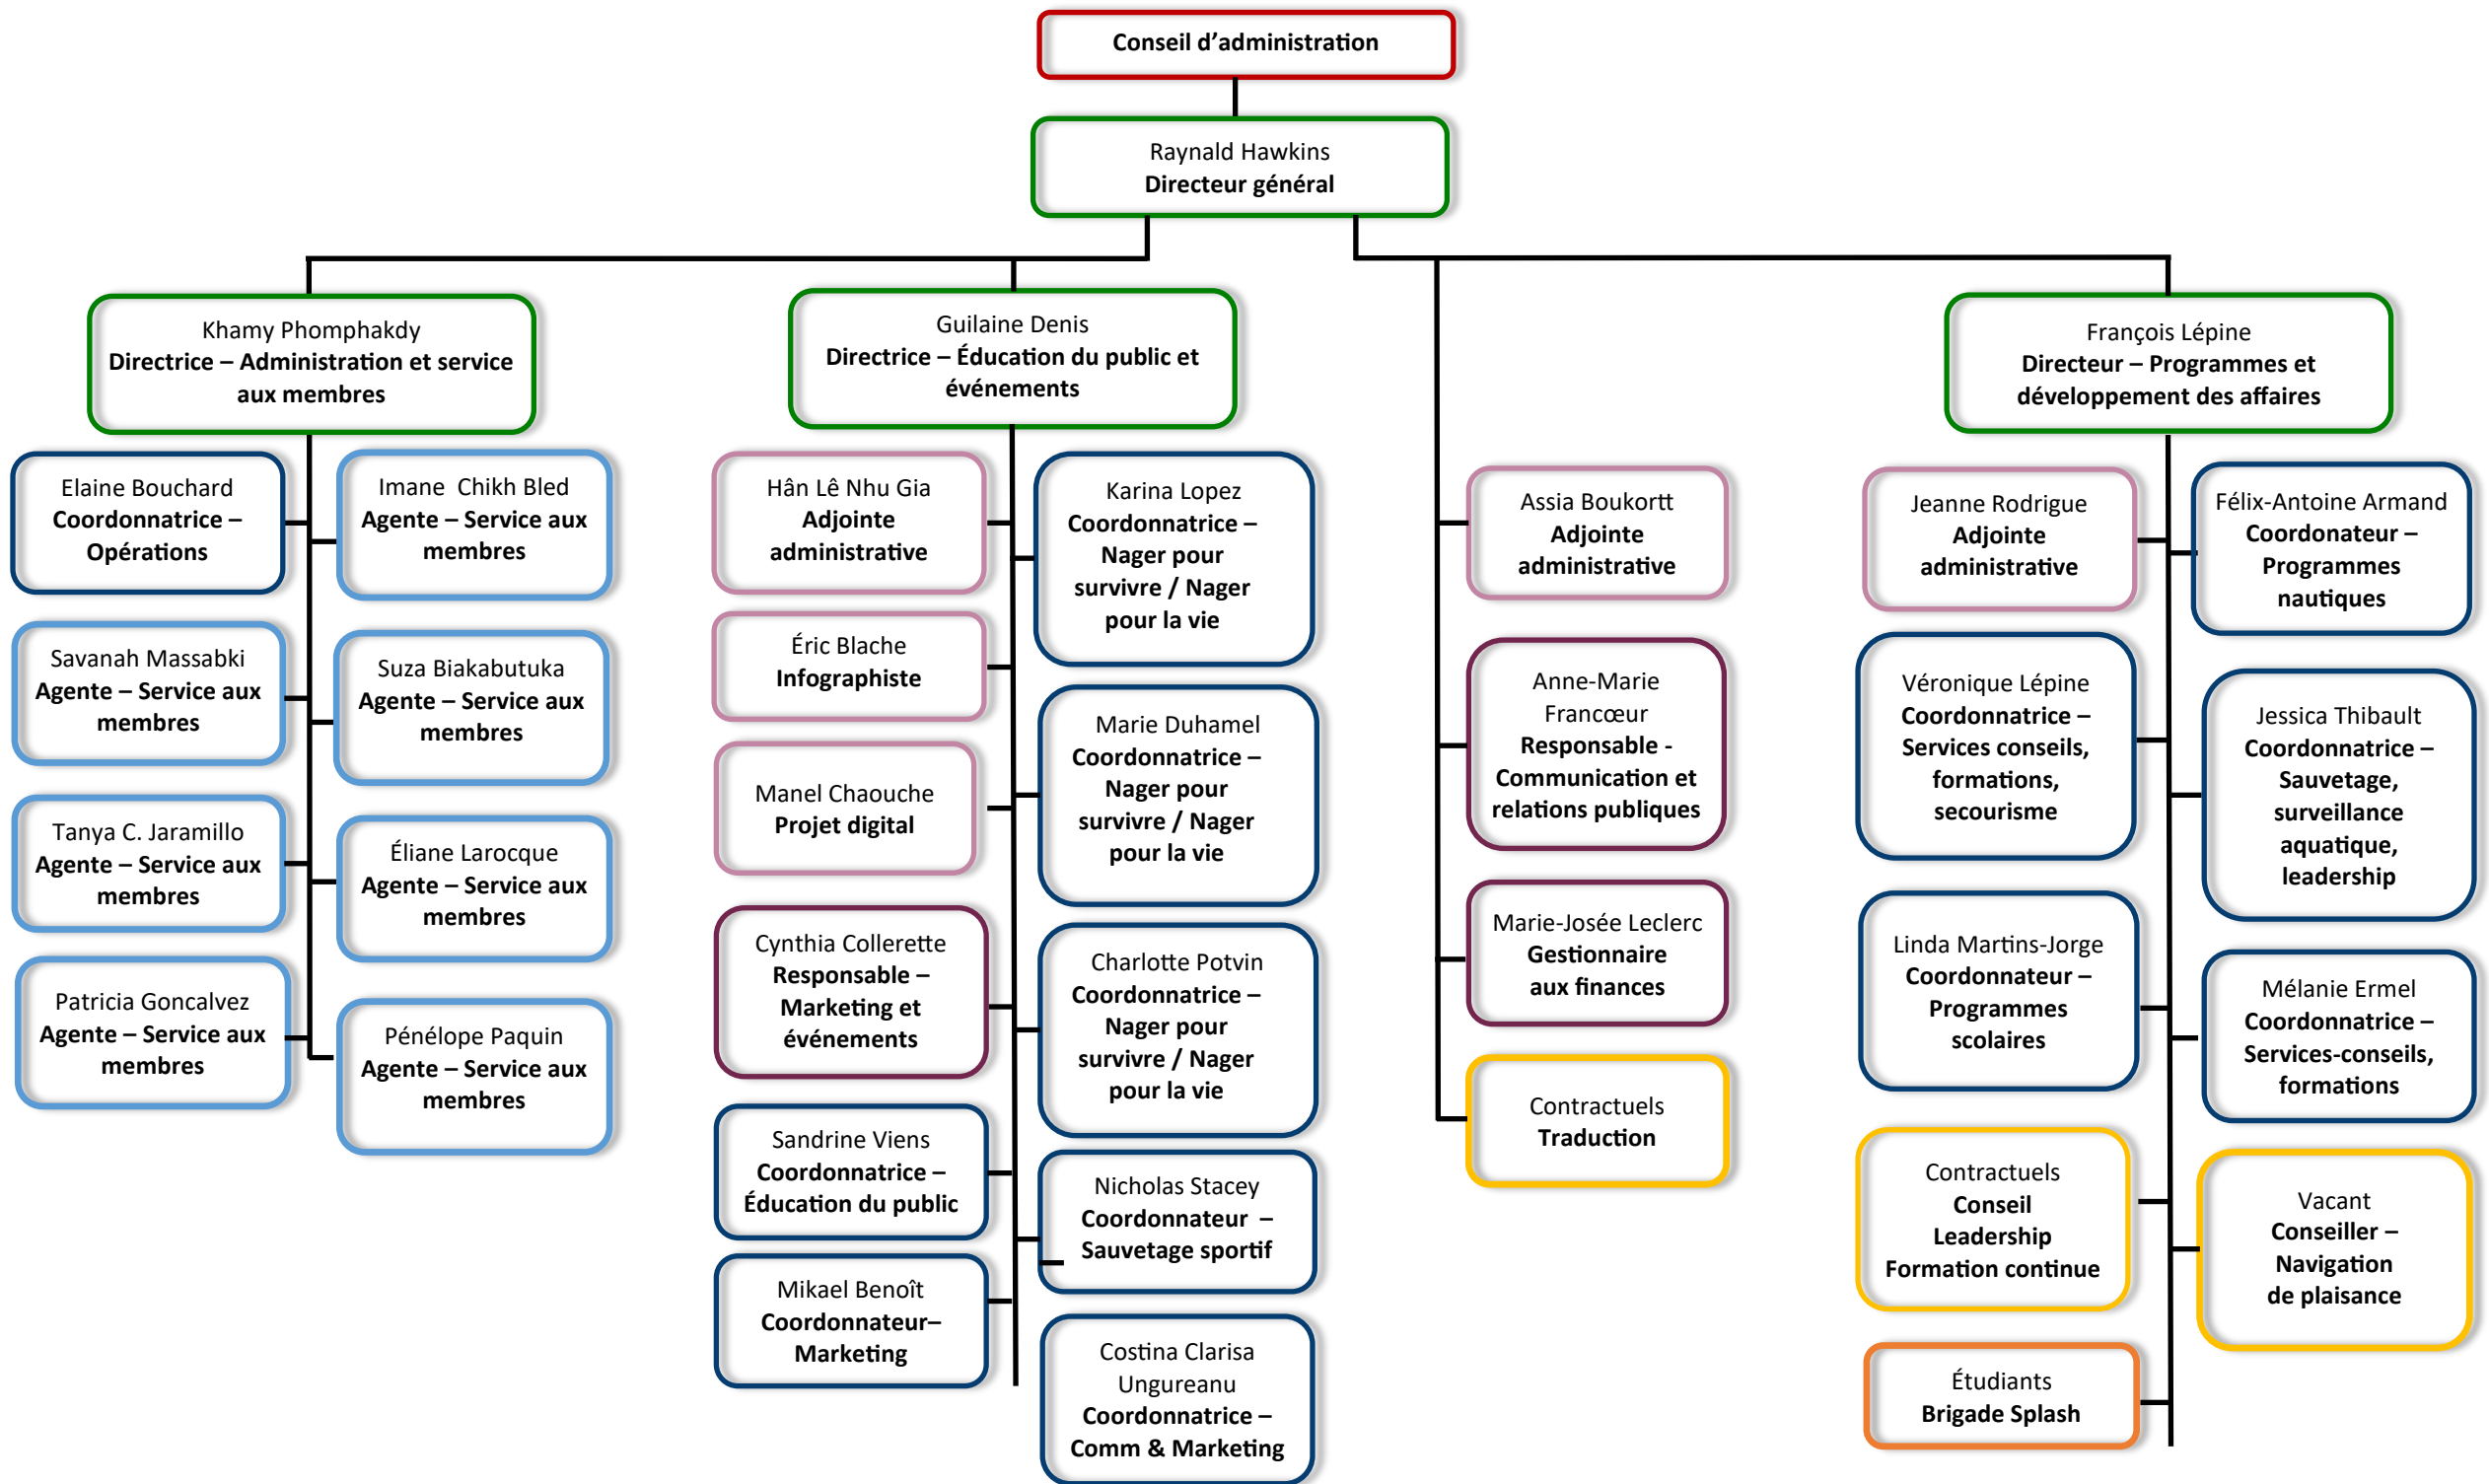 Conseil d’administration
Raynald Hawkins
Directeur général
Khamy Phomphakdy
Directrice – Administration et service
aux membres
Elaine Bouchard
Coordonnatrice –
Opérations
Imane  Chikh Bled
Agente – Service aux
membres
Savanah Massabki
Agente – Service aux
membres
Suza Biakabutuka
Agente – Service aux
membres
Tanya C. Jaramillo
Agente – Service aux
membres
Éliane Larocque
Agente – Service aux
membres
Patricia Goncalvez
Agente – Service aux
membres
Pénélope Paquin
Agente – Service aux
membres
Guilaine Denis
Directrice – Éducation du public et
événements
Hân Lê Nhu Gia
Adjointe
administrative
Karina Lopez
Coordonnatrice –
Nager pour
survivre / Nager
pour la vie
Éric Blache
Infographiste
Marie Duhamel
Coordonnatrice –
Nager pour
survivre / Nager
pour la vie
Manel Chaouche
Projet digital
Cynthia Collerette
Responsable –
Marketing et
événements
Charlotte Potvin
Coordonnatrice –
Nager pour
survivre / Nager
pour la vie
Sandrine Viens
Coordonnatrice –
Éducation du public
Nicholas Stacey
Coordonnateur  –
Sauvetage sportif
Mikael Benoît
Coordonnateur–
Marketing
Costina Clarisa
Ungureanu
Coordonnatrice –
Comm & Marketing
Assia Boukortt
Adjointe
administrative
Anne-Marie
Francœur
Responsable -
Communication et
relations publiques
Marie-Josée Leclerc
Gestionnaire
aux finances
Contractuels
Traduction
François Lépine
Directeur – Programmes et
développement des affaires
Jeanne Rodrigue
Adjointe
administrative
Félix-Antoine Armand
Coordonateur –
Programmes
nautiques
Véronique Lépine
Coordonnatrice –
Services conseils,
formations,
secourisme
Jessica Thibault
Coordonnatrice –
Sauvetage,
surveillance
aquatique,
leadership
Linda Martins-Jorge
Coordonnateur –
Programmes
scolaires
Mélanie Ermel
Coordonnatrice –
Services-conseils,
formations
Contractuels
Conseil
Leadership
Formation continue
Vacant
Conseiller –
Navigation
de plaisance
Étudiants
Brigade Splash